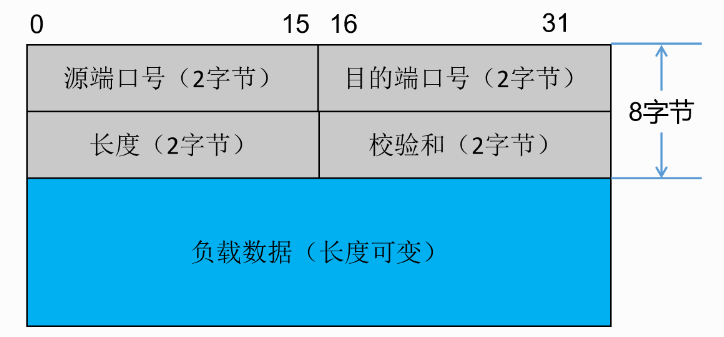 0 15 16 31
源端口号（2字节） 目的端口号（2字节）
8字节
长度（2字节） 校验和（2字节）
负载数据（长度可变）